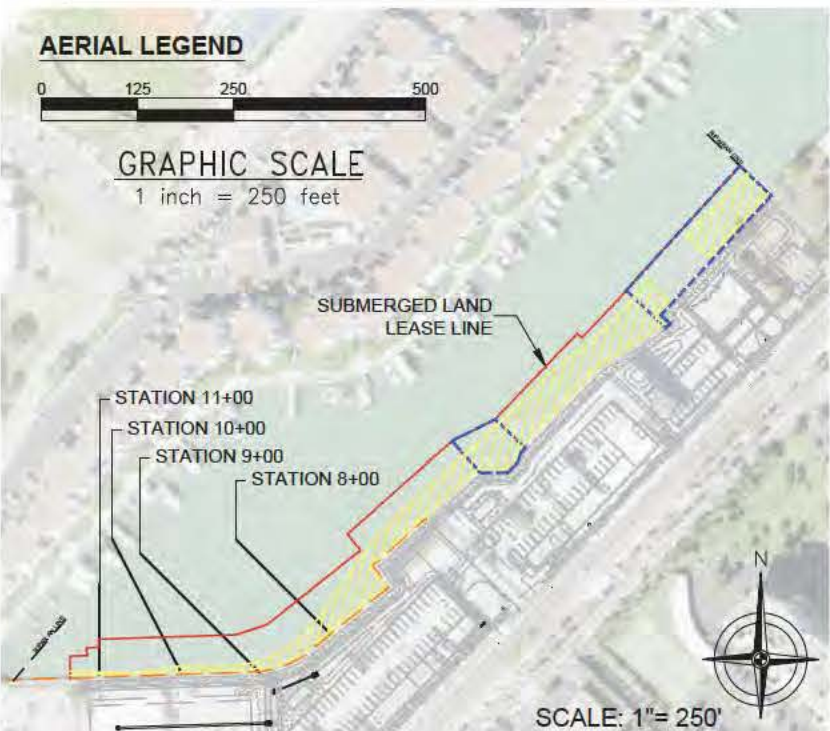 AERIAL LEGEND
0 125 250 500
GRAPHIC SCALE
1 inch = 250 feet
SUBMERGED LAND
LEASE LINE
STATION 11+00
STATION 10+00
STATION 9+00
STATION 8+00
N
SCALE: 1"= 250'